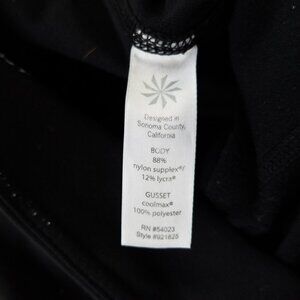 Designed in
Sonoma County,
California
BODY
88%
nylon supplex®/
12% lycra®
GUSSET
coolmax®
100% polyester
RN #54023
Style #921825